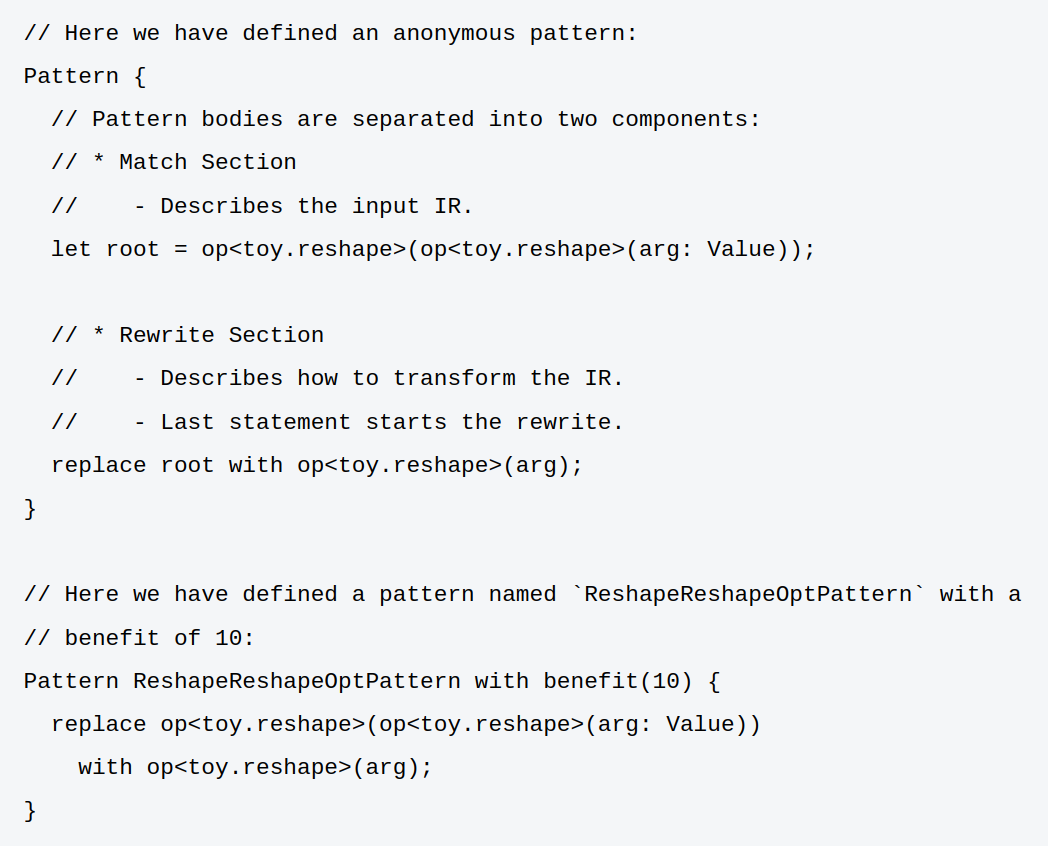 // Here we have defined an anonymous pattern:
Pattern {
  // Pattern bodies are separated into two components:
  // * Match Section
  //    - Describes the input IR.
  let root = op<toy.reshape>(op<toy.reshape>(arg: Value));

  // * Rewrite Section
  //    - Describes how to transform the IR.
  //    - Last statement starts the rewrite.
  replace root with op<toy.reshape>(arg);
}

// Here we have defined a pattern named `ReshapeReshapeOptPattern` with a
// benefit of 10:
Pattern ReshapeReshapeOptPattern with benefit(10) {
  replace op<toy.reshape>(op<toy.reshape>(arg: Value))
    with op<toy.reshape>(arg);
}